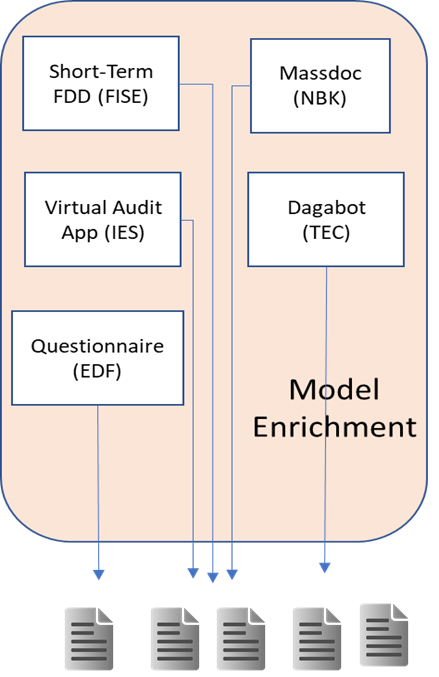 Short-Term
FDD (FISE)
Massdoc
(NBK)
Virtual Audit
App (IES)
Dagabot
(TEC)
Questionnaire
(EDF)
Model
Enrichment